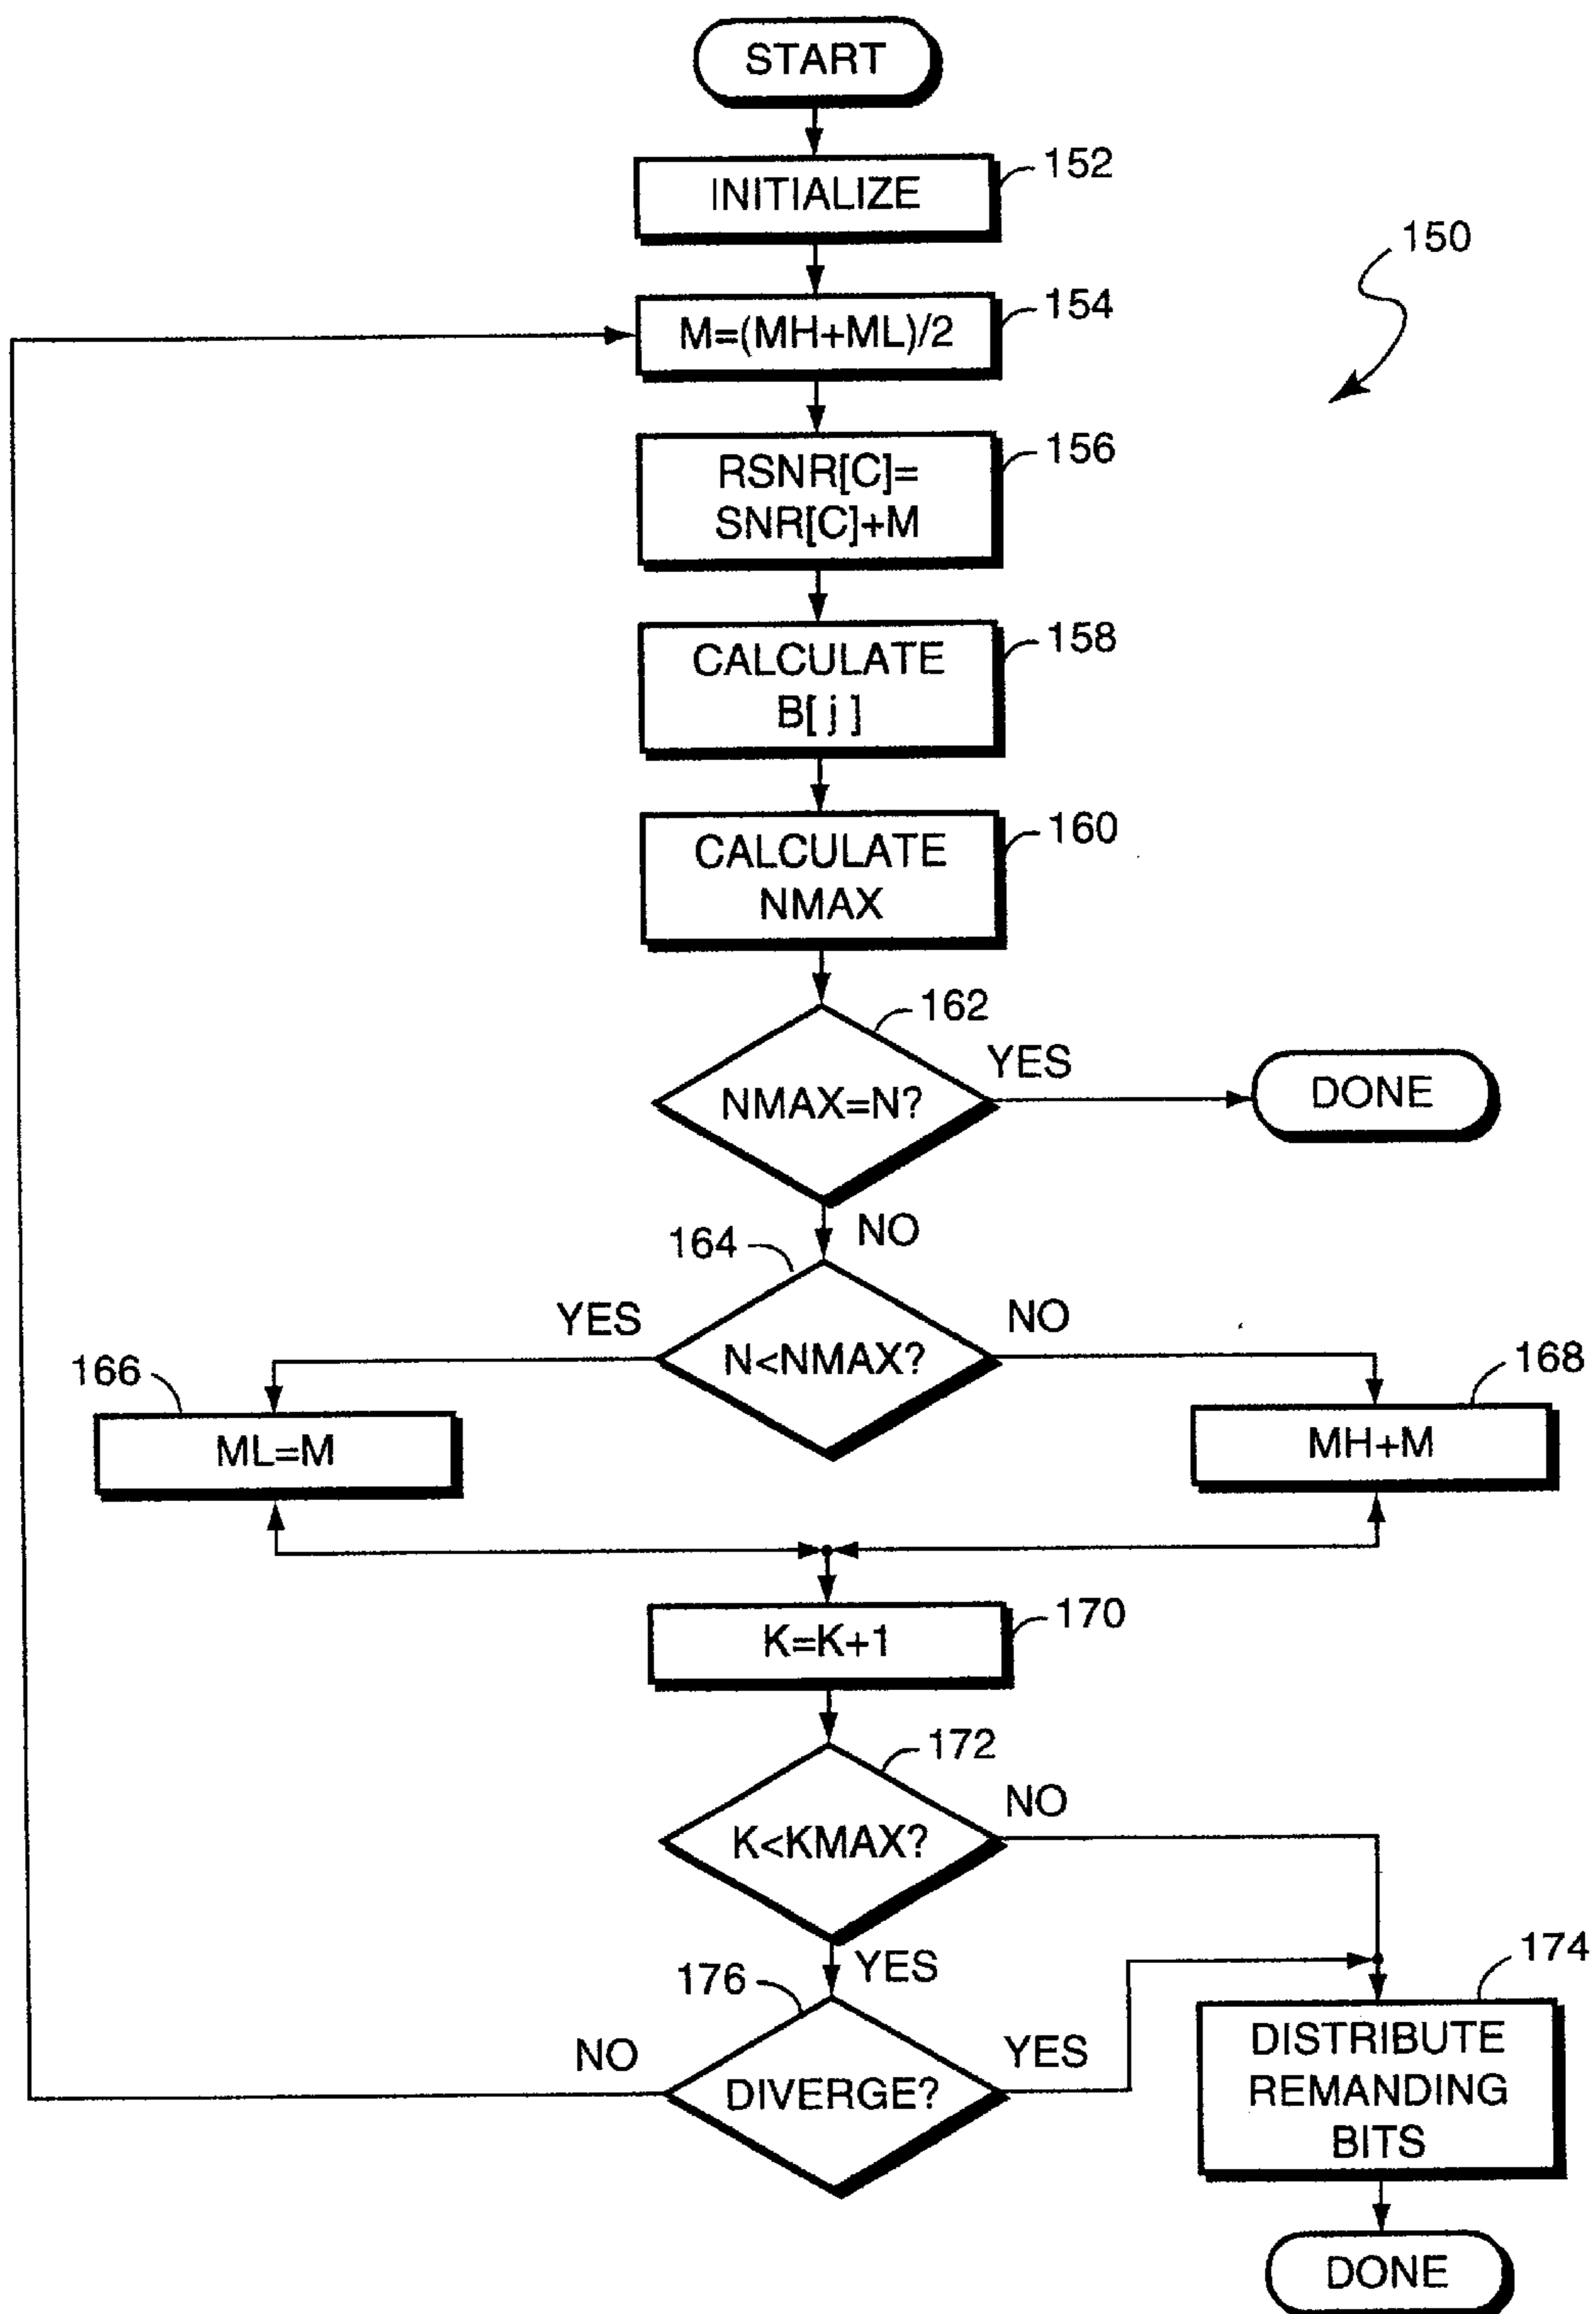 START
152
INITIALIZE
150
154
M=(MH+ML)/2
156
RSNR[C]=
SNR[C]+M
158
CALCULATE
B[ j ]
160
CALCULATE
NMAX
162
YES
NMAX=N?
DONE
NO
164
YES
NO
N<NMAX?
166
168
ML=M
MH+M
170
K=K+1
172
NO
K<KMAX?
YES
174
176
NO
YES
DIVERGE?
DISTRIBUTE
REMANDING
BITS
DONE